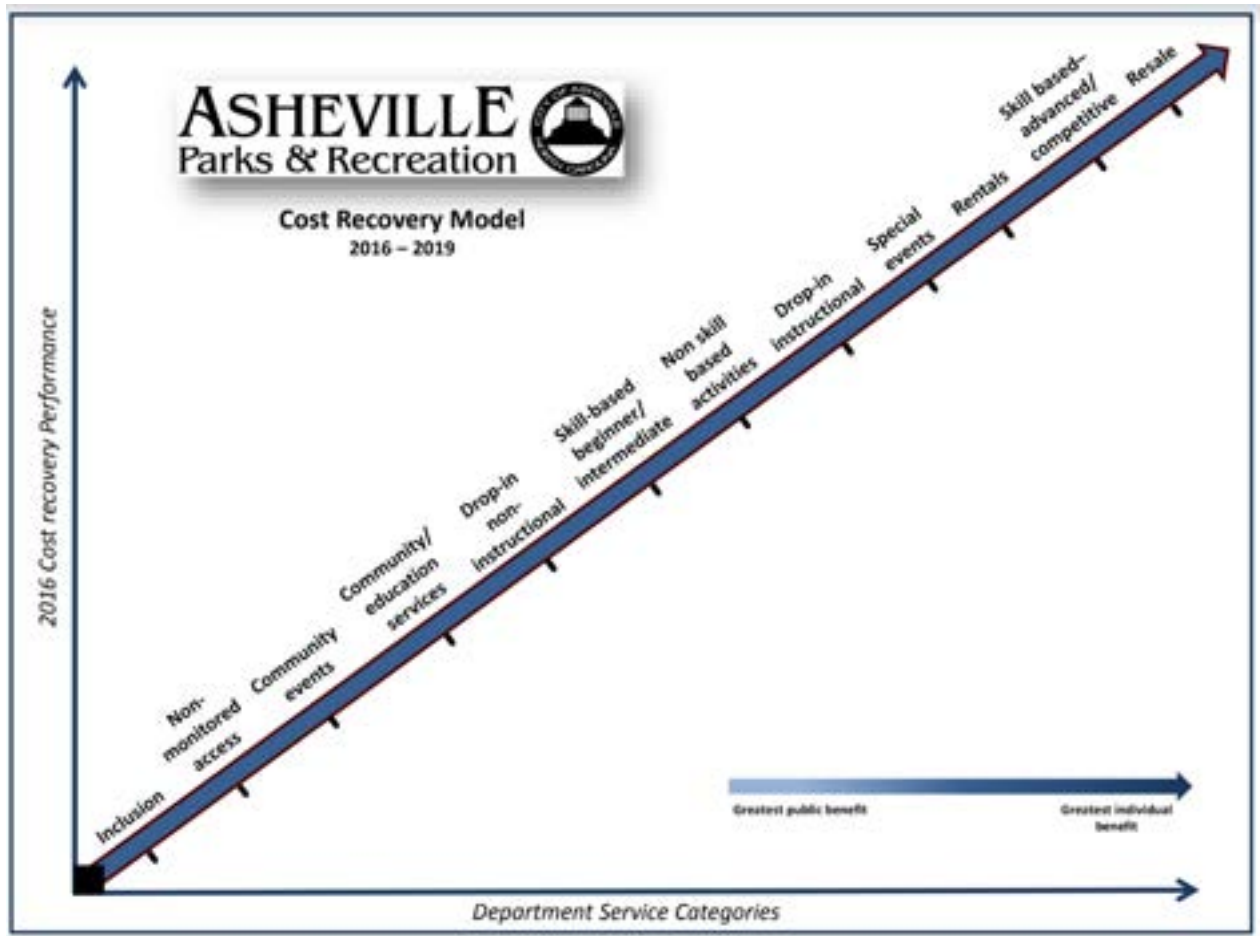 ASHEVILLE
Parks & Recreation
Cost Recovery Model
2016 – 2019
2016 Cost recovery Performance
Inclusion
Non-
monitored
access
Community
events
Community/
education
services
Drop-in
non-
instructional
Skill-based
beginner/
intermediate
Non skill
based
activities
Drop-in
instructional
Special
events
Rentals
Skill based–
advanced/
competitive
Resale
Greatest public benefit
Greatest individual
benefit
Department Service Categories